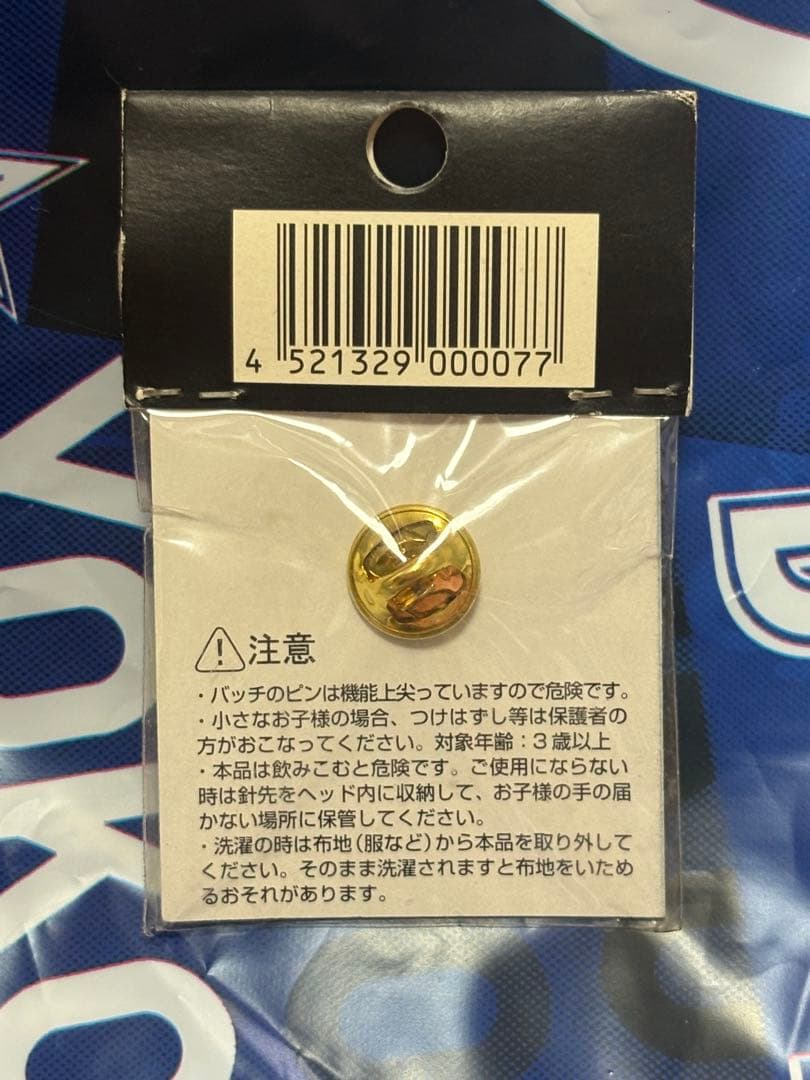 4 521329 000077
注意
・バッチのピンは機能上尖っていますので危険です。
・小さなお子様の場合、つけはずし等は保護者の
方がおこなってください。対象年齢：3歳以上
・本品は飲みこむと危険です。ご使用にならない
時は針先をヘッド内に収納して、お子様の手の届
かない場所に保管してください。
・洗濯の時は布地（服など）から本品を取り外して
ください。そのまま洗濯されますと布地をいため
るおそれがあります。